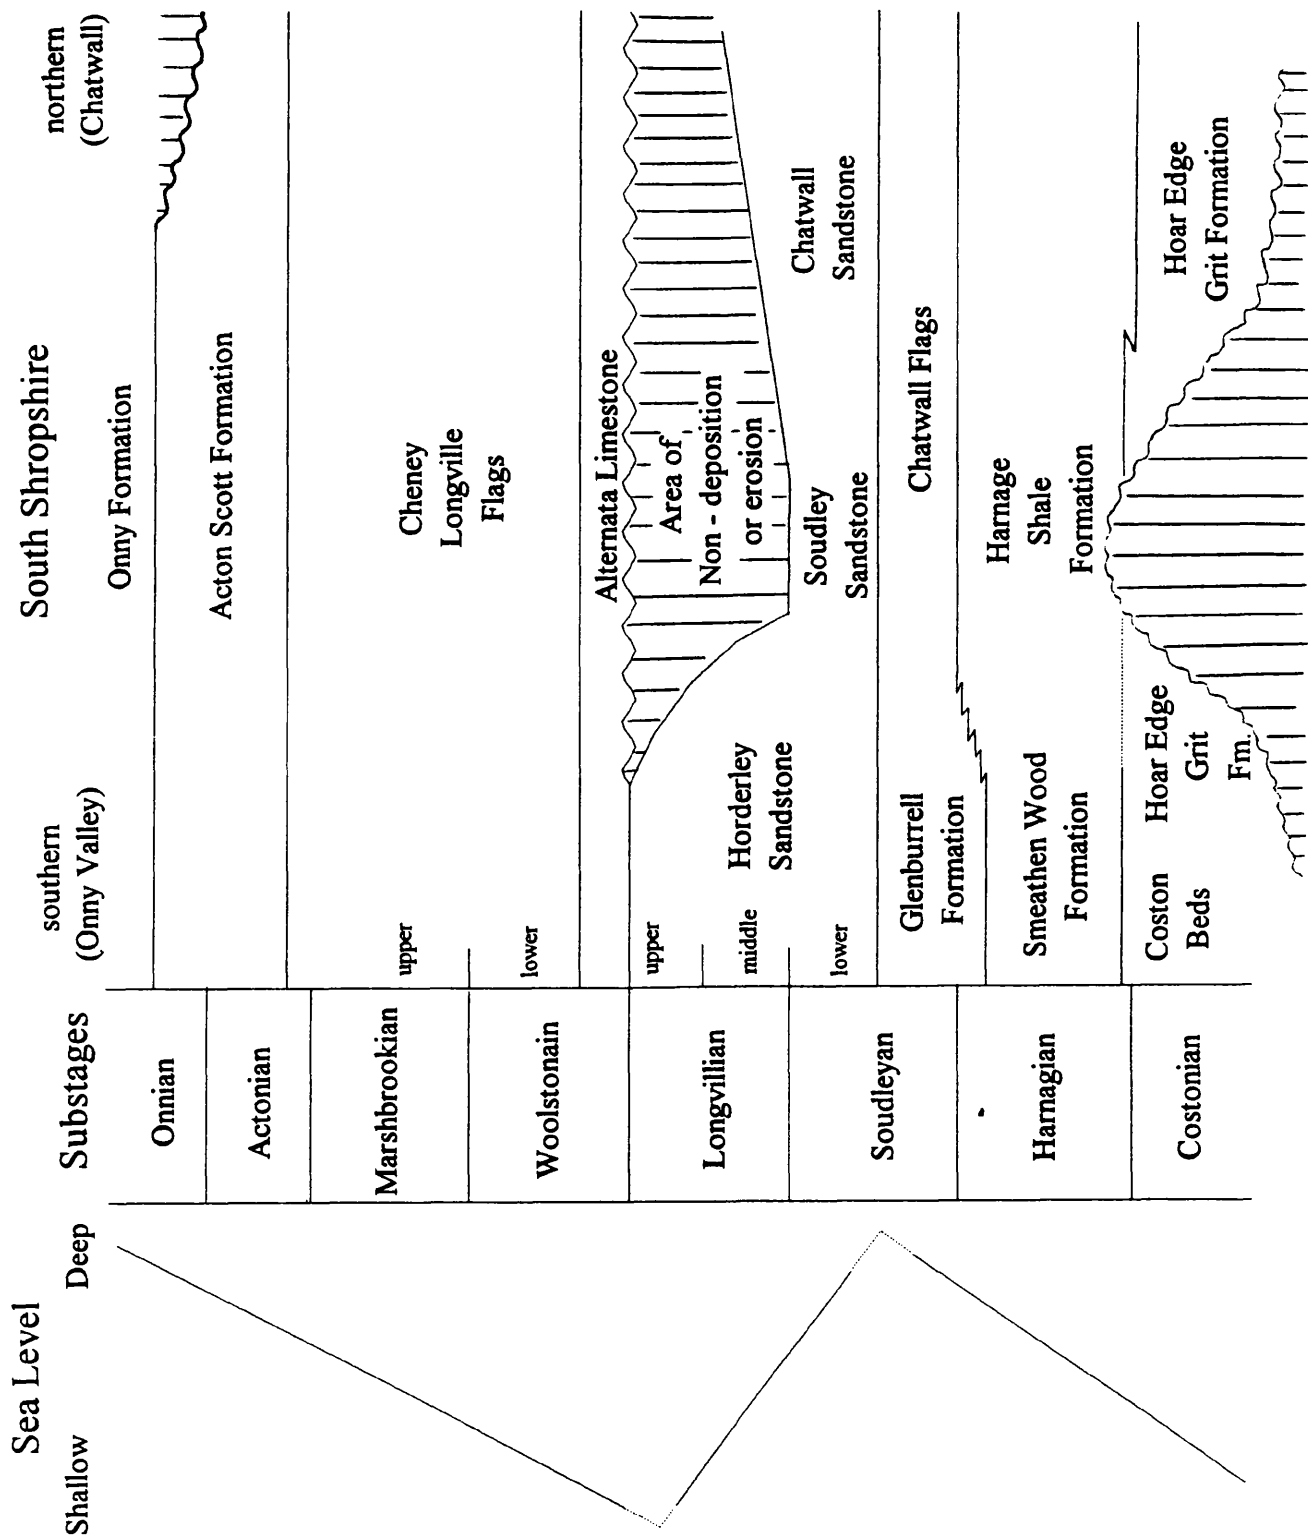 Sea Level
Shallow
Deep
Substages
South Shropshire
southern
(Onny Valley)
northern
(Chatwall)
Onnian
Onny Formation
Actonian
Acton Scott Formation
Marshbrookian
upper
Cheney
Longville
Flags
Woolstonain
lower
Alternata Limestone
Longvillian
upper
middle
Horderley
Sandstone
Area of
Non - deposition
or erosion
Soudleyan
lower
Soudley
Sandstone
Chatwall
Sandstone
Glenburrell
Formation
Chatwall Flags
Harnagian
Smeathen Wood
Formation
Harnage
Shale
Formation
Costonian
Coston
Beds
Hoar Edge
Grit
Fm.
Hoar Edge
Grit Formation